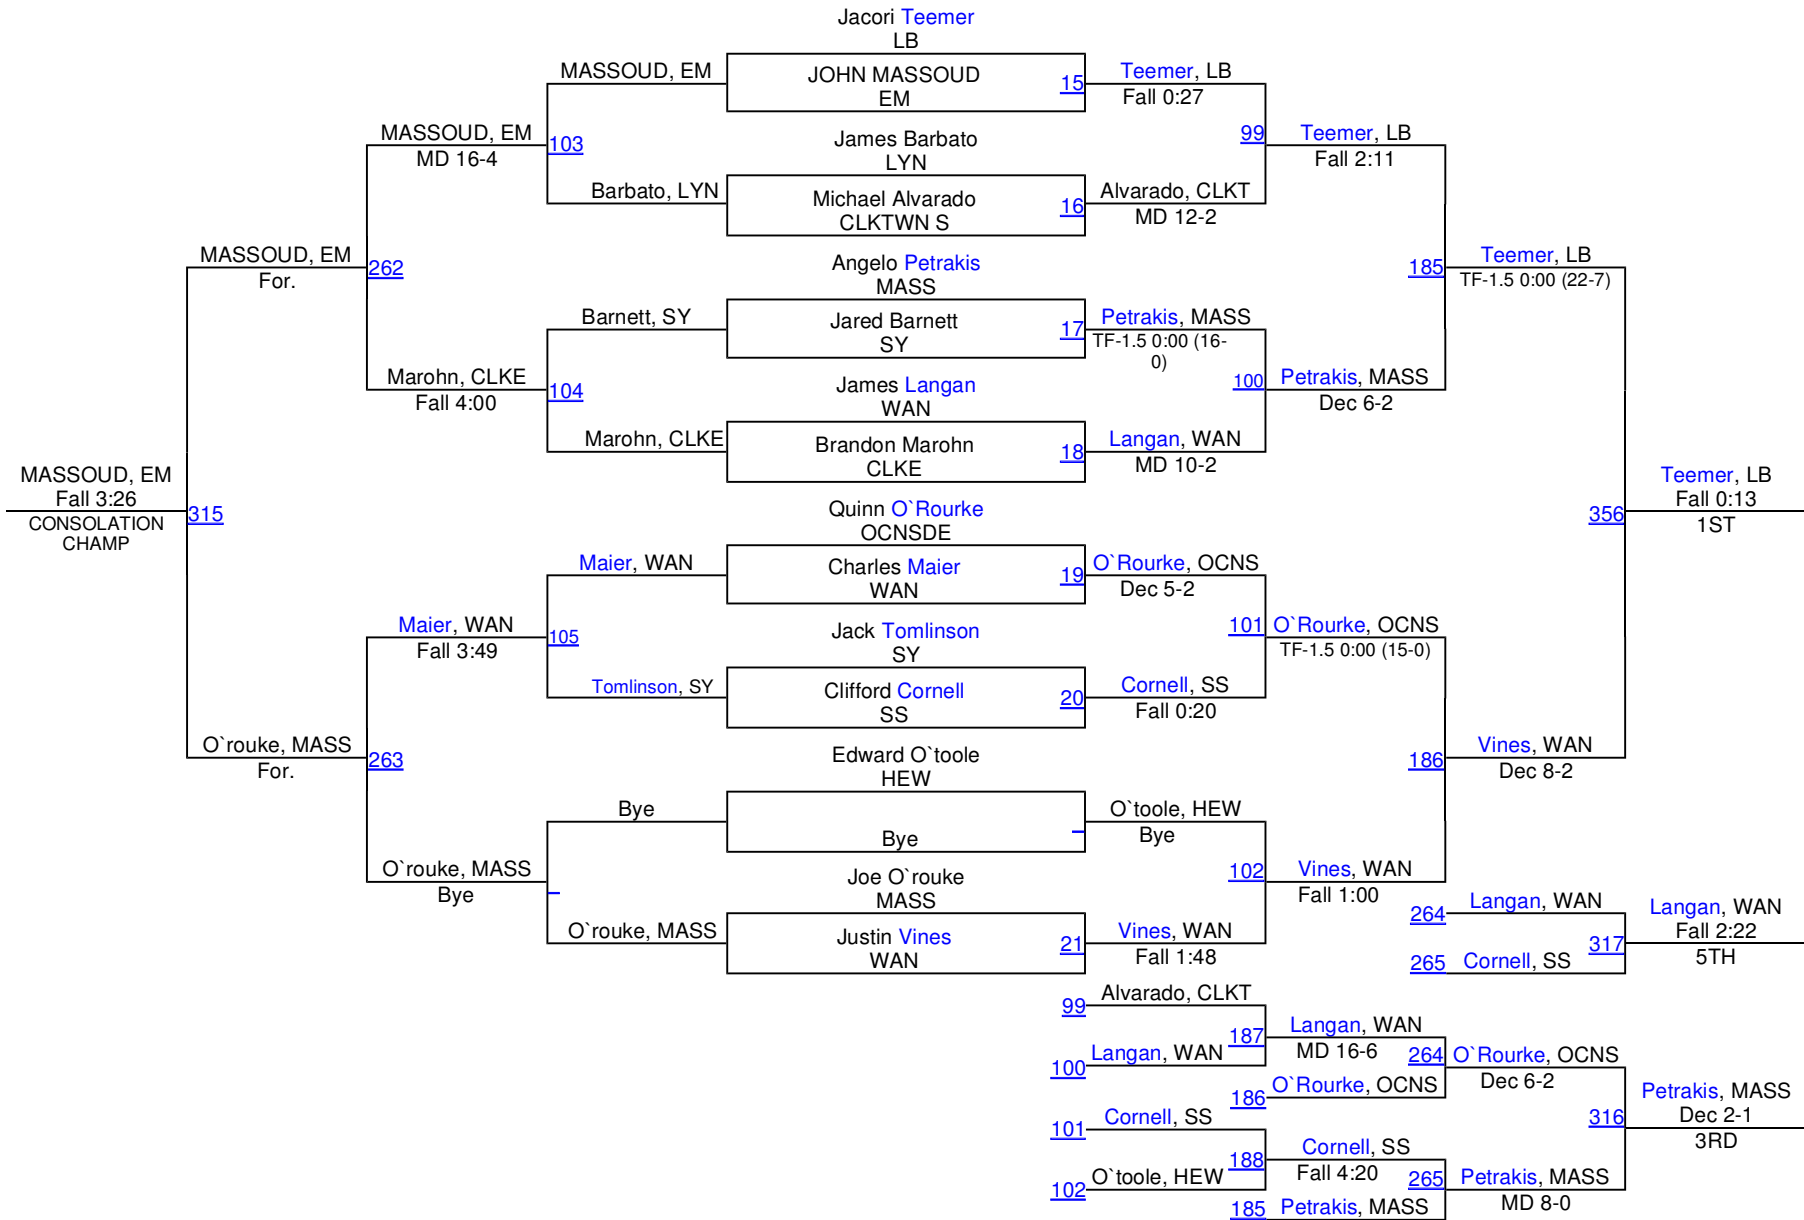 Jacori Teemer
LB
MASSOUD, EM
JOHN MASSOUD
EM
15
Teemer, LB
Fall 0:27
MASSOUD, EM
MD 16-4
103
James Barbato
LYN
99
Teemer, LB
Fall 2:11
Barbato, LYN
Michael Alvarado
CLKTWN S
16
Alvarado, CLKT
MD 12-2
MASSOUD, EM
For.
262
Angelo Petrakis
MASS
185
Teemer, LB
TF-1.5 0:00 (22-7)
Barnett, SY
Jared Barnett
SY
17
Petrakis, MASS
TF-1.5 0:00 (16-
0)
Marohn, CLKE
Fall 4:00
104
James Langan
WAN
100
Petrakis, MASS
Dec 6-2
Marohn, CLKE
Brandon Marohn
CLKE
18
Langan, WAN
MD 10-2
MASSOUD, EM
Fall 3:26
CONSOLATION
CHAMP
315
Quinn O`Rourke
OCNSDE
356
Teemer, LB
Fall 0:13
1ST
Maier, WAN
Charles Maier
WAN
19
O`Rourke, OCNS
Dec 5-2
Maier, WAN
Fall 3:49
105
Jack Tomlinson
SY
101
O`Rourke, OCNS
TF-1.5 0:00 (15-0)
Tomlinson, SY
Clifford Cornell
SS
20
Cornell, SS
Fall 0:20
O`rouke, MASS
For.
263
Edward O`toole
HEW
186
Vines, WAN
Dec 8-2
Bye
Bye
O`toole, HEW
Bye
O`rouke, MASS
Bye
Joe O`rouke
MASS
102
Vines, WAN
Fall 1:00
O`rouke, MASS
Justin Vines
WAN
21
Vines, WAN
Fall 1:48
264
Langan, WAN
265
Cornell, SS
317
Langan, WAN
Fall 2:22
5TH
99
Alvarado, CLKT
100
Langan, WAN
187
Langan, WAN
MD 16-6
186
O`Rourke, OCNS
264
O`Rourke, OCNS
Dec 6-2
101
Cornell, SS
102
O`toole, HEW
188
Cornell, SS
Fall 4:20
185
Petrakis, MASS
265
Petrakis, MASS
MD 8-0
316
Petrakis, MASS
Dec 2-1
3RD